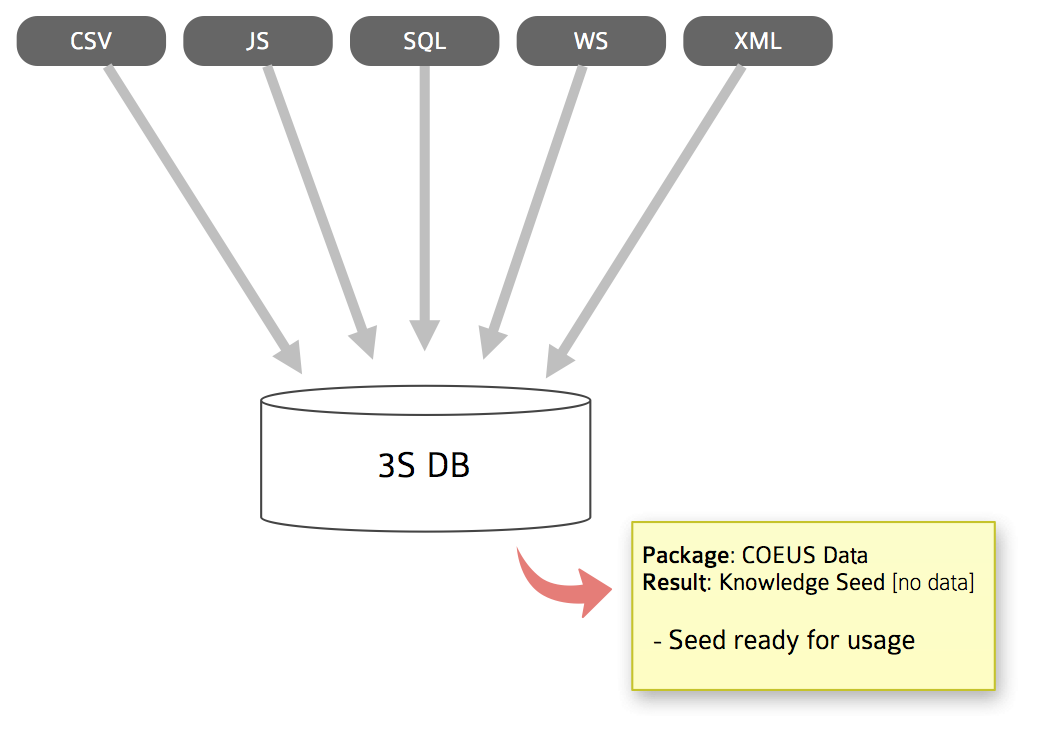 CSV
JS
SQL
WS
XML
3S DB
Package: COEUS Data
Result: Knowledge Seed [no data]
- Seed ready for usage